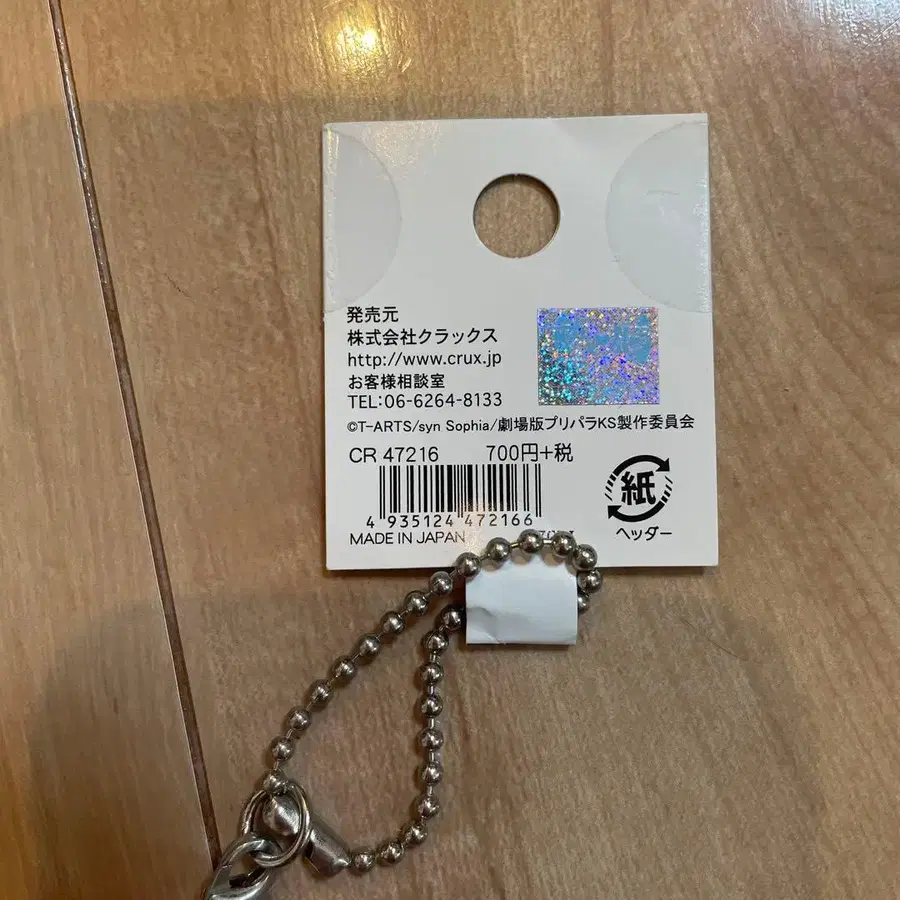 発売元
株式会社クラックス
http://www.crux.jp
お客様相談室
TEL:06-6264-8133
©T-ARTS/syn Sophia/劇場版プリパラKS製作委員会
CR 47216 700円+税
4 935124 472166
MADE IN JAPAN
紙
ヘッダー